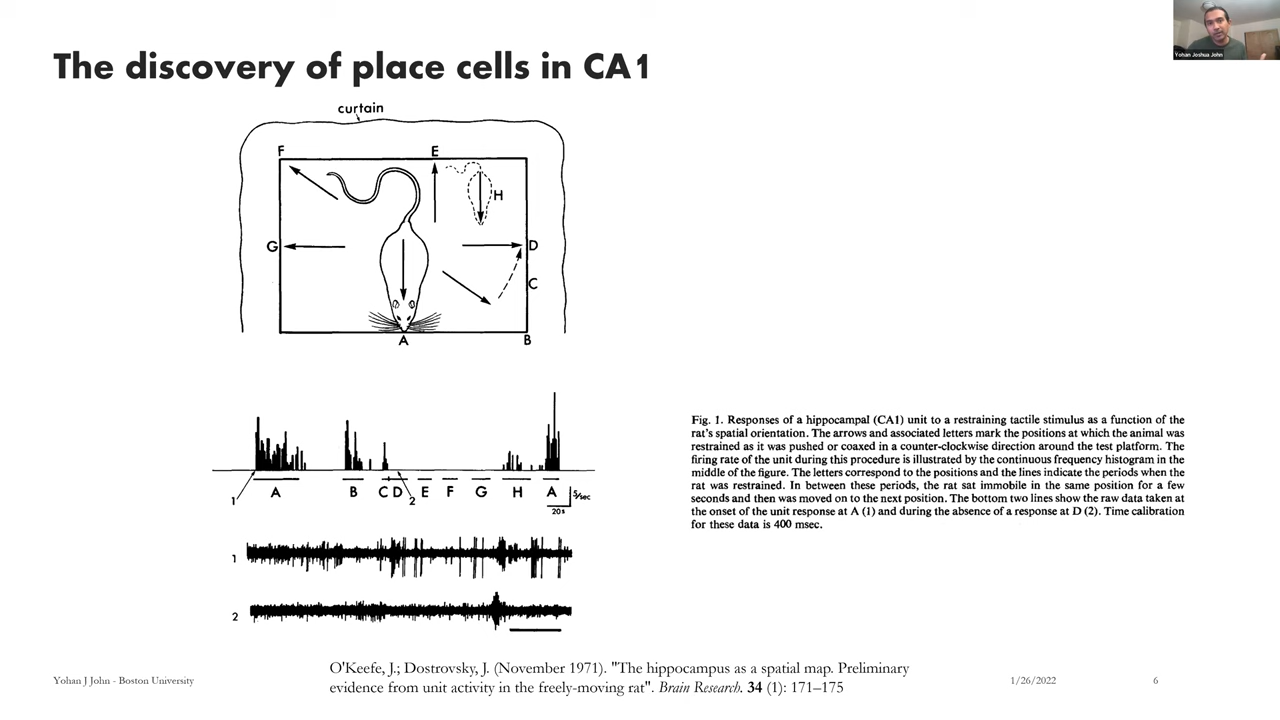 The discovery of place cells in CA1
Yohan Joshua John
curtain
F
E
H
G
D
C
A
B
1
A
B
C D
2
E
F
G
H
A
5/sec
20s
1
2
Fig. 1. Responses of a hippocampal (CA1) unit to a restraining tactile stimulus as a function of the
rat's spatial orientation. The arrows and associated letters mark the positions at which the animal was
restrained as it was pushed or coaxed in a counter-clockwise direction around the test platform. The
firing rate of the unit during this procedure is illustrated by the continuous frequency histogram in the
middle of the figure. The letters correspond to the positions and the lines indicate the periods when the
rat was restrained. In between these periods, the rat sat immobile in the same position for a few
seconds and then was moved on to the next position. The bottom two lines show the raw data taken at
the onset of the unit response at A (1) and during the absence of a response at D (2). Time calibration
for these data is 400 msec.
O'Keefe, J.; Dostrovsky, J. (November 1971). "The hippocampus as a spatial map. Preliminary
evidence from unit activity in the freely-moving rat". Brain Research. 34 (1): 171–175
Yohan J John - Boston University
1/26/2022
6